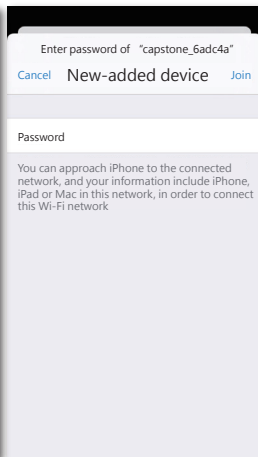 Enter password of “capstone_6adc4a”
Cancel New-added device Join
Password
You can approach iPhone to the connected
network, and your information include iPhone,
iPad or Mac in this network, in order to connect
this Wi-Fi network